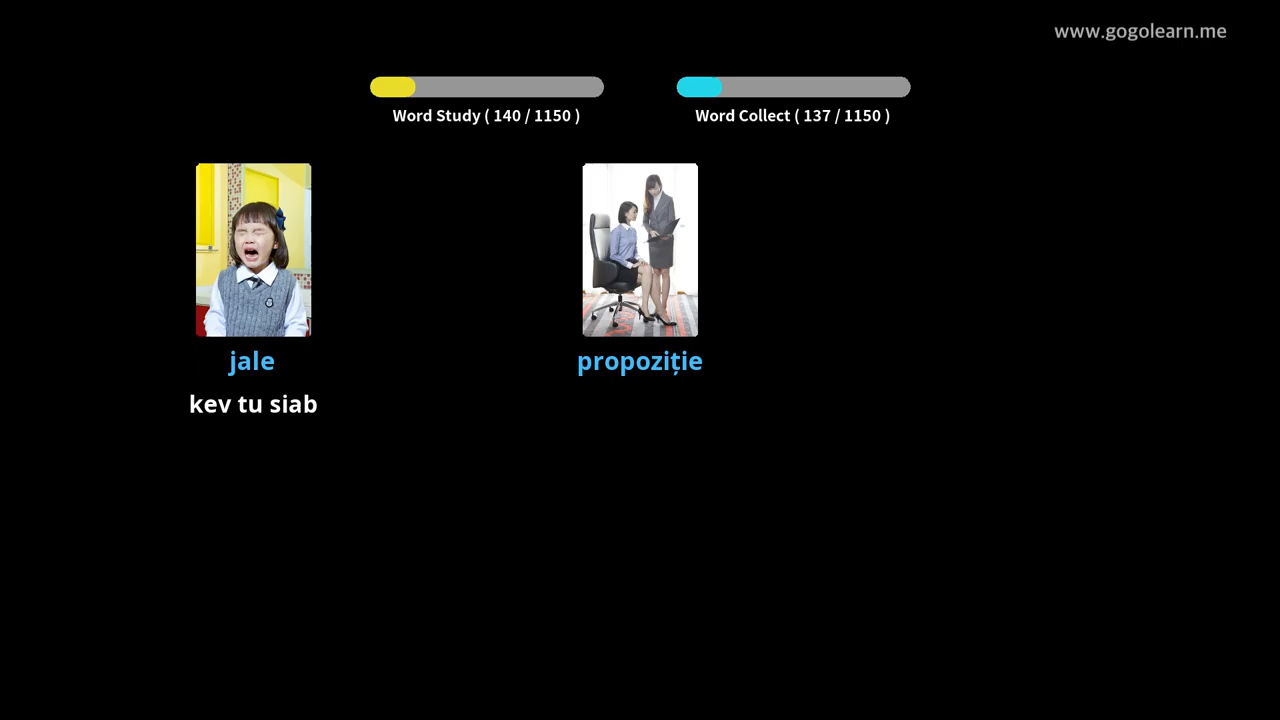 www.gogolearn.me
Word Study ( 140 / 1150 )
Word Collect ( 137 / 1150 )
jale
propoziție
kev tu siab